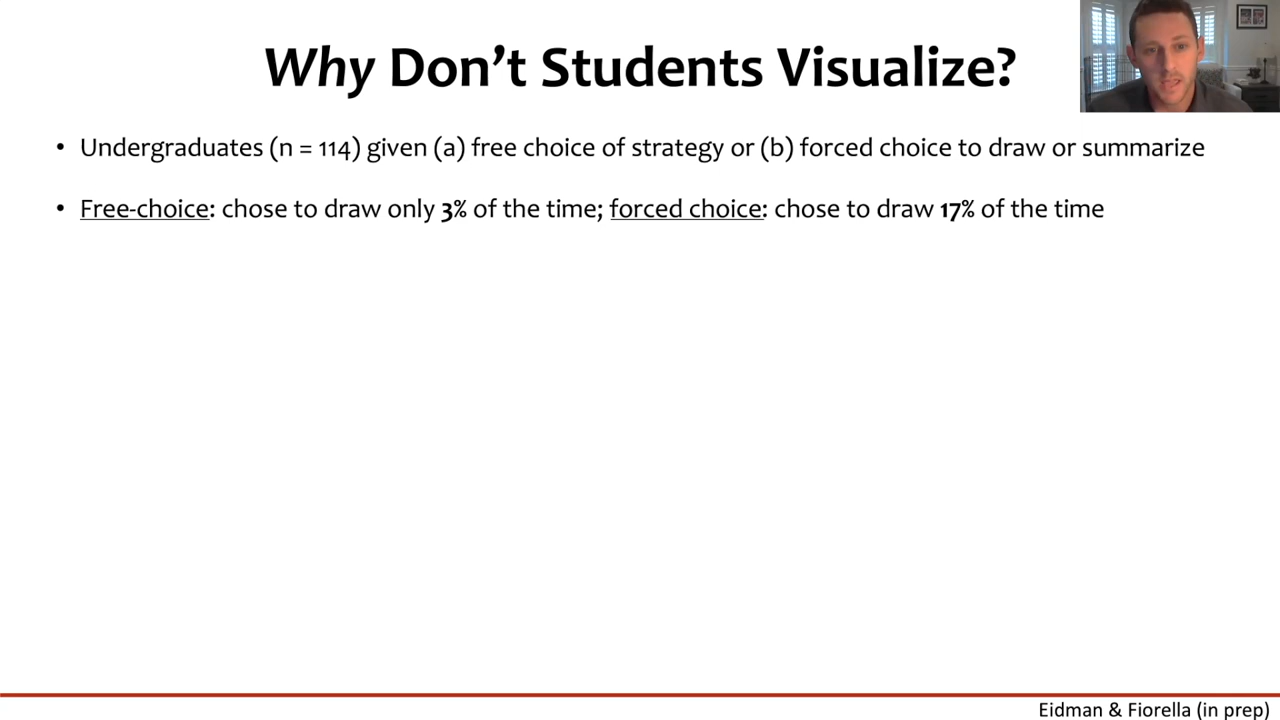 Why Don't Students Visualize?
• Undergraduates (n = 114) given (a) free choice of strategy or (b) forced choice to draw or summarize
• Free-choice: chose to draw only 3% of the time; forced choice: chose to draw 17% of the time
Eidman & Fiorella (in prep)